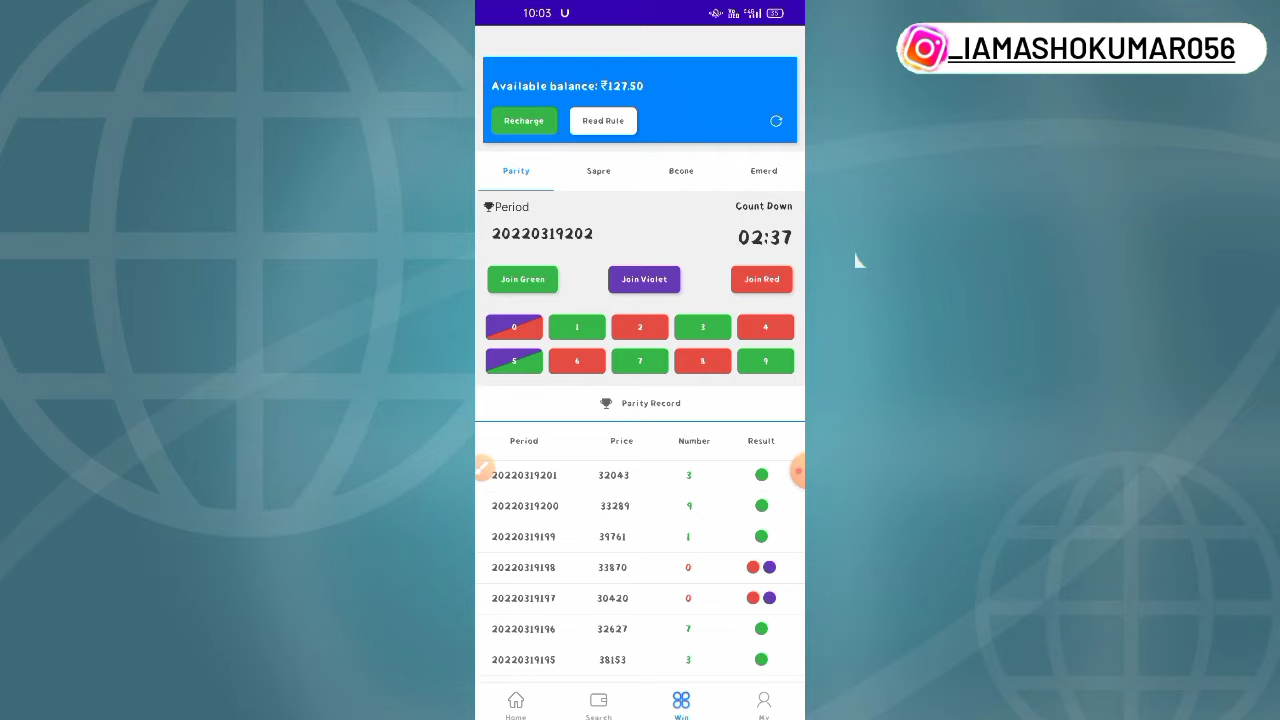 10:03 U
35
_IAMASHOKUMAR056
Available balance: ₹127.50
Recharge
Read Rule
Parity
Sapre
Bcone
Emerd
Period
Count Down
20220319202
02:37
Join Green
Join Violet
Join Red
0
1
2
3
4
5
6
7
8
9
Parity Record
Period Price Number Result
20220319201 32043 3
20220319200 33289 9
20220319199 39761 1
20220319198 33870 0
20220319197 30420 0
20220319196 32627 7
20220319195 38153 3
Home
Search
Win
My